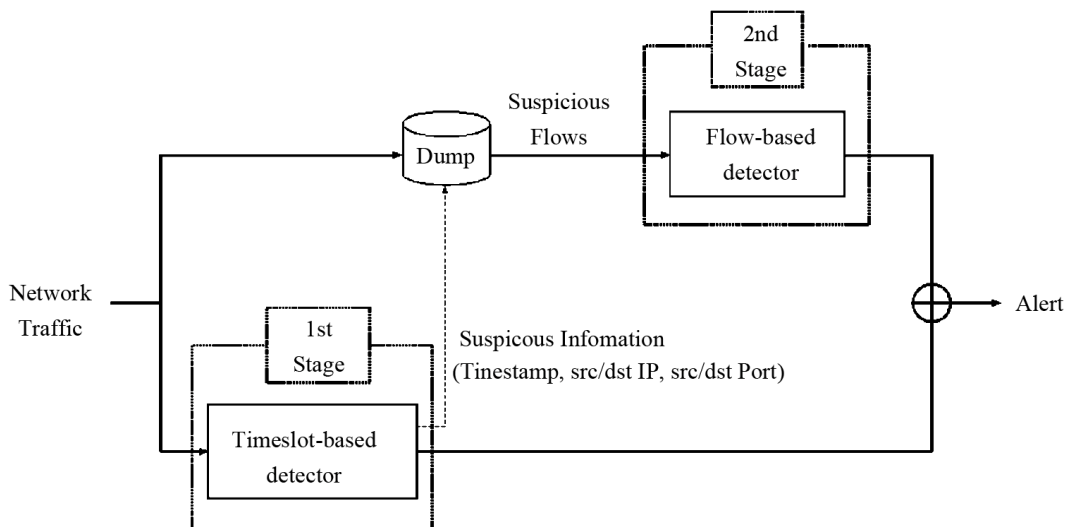 2nd
Stage
Suspicious
Flows
Dump
Flow-based
detector
Network
Traffic
Alert
1st
Stage
Suspicous Infomation
(Tinestamp, src/dst IP, src/dst Port)
Timeslot-based
detector